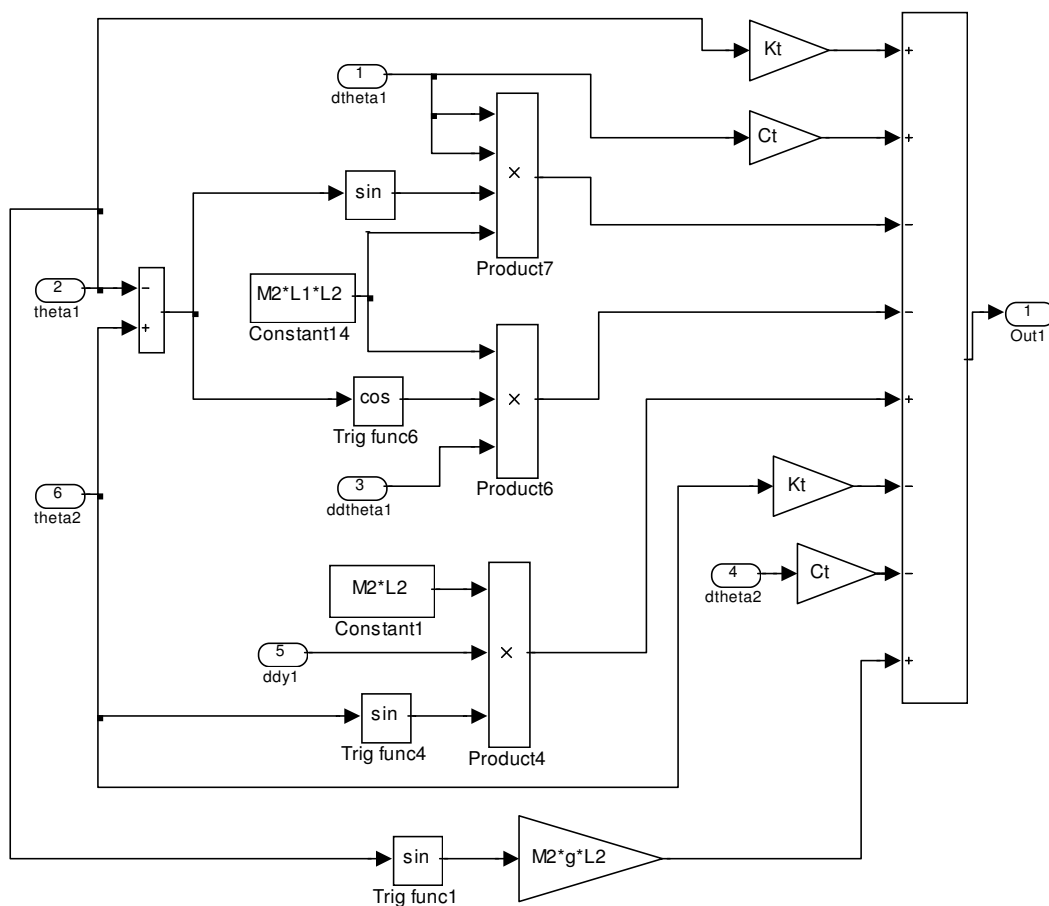 Kt
+
1
dtheta1
Ct
+
sin
×
−
Product7
2
theta1
−
+
M2*L1*L2
Constant14
−
1
Out1
cos
Trig func6
×
+
Product6
3
ddtheta1
6
theta2
Kt
−
M2*L2
Constant1
4
dtheta2
Ct
−
5
ddy1
×
+
sin
Trig func4
Product4
sin
Trig func1
M2*g*L2